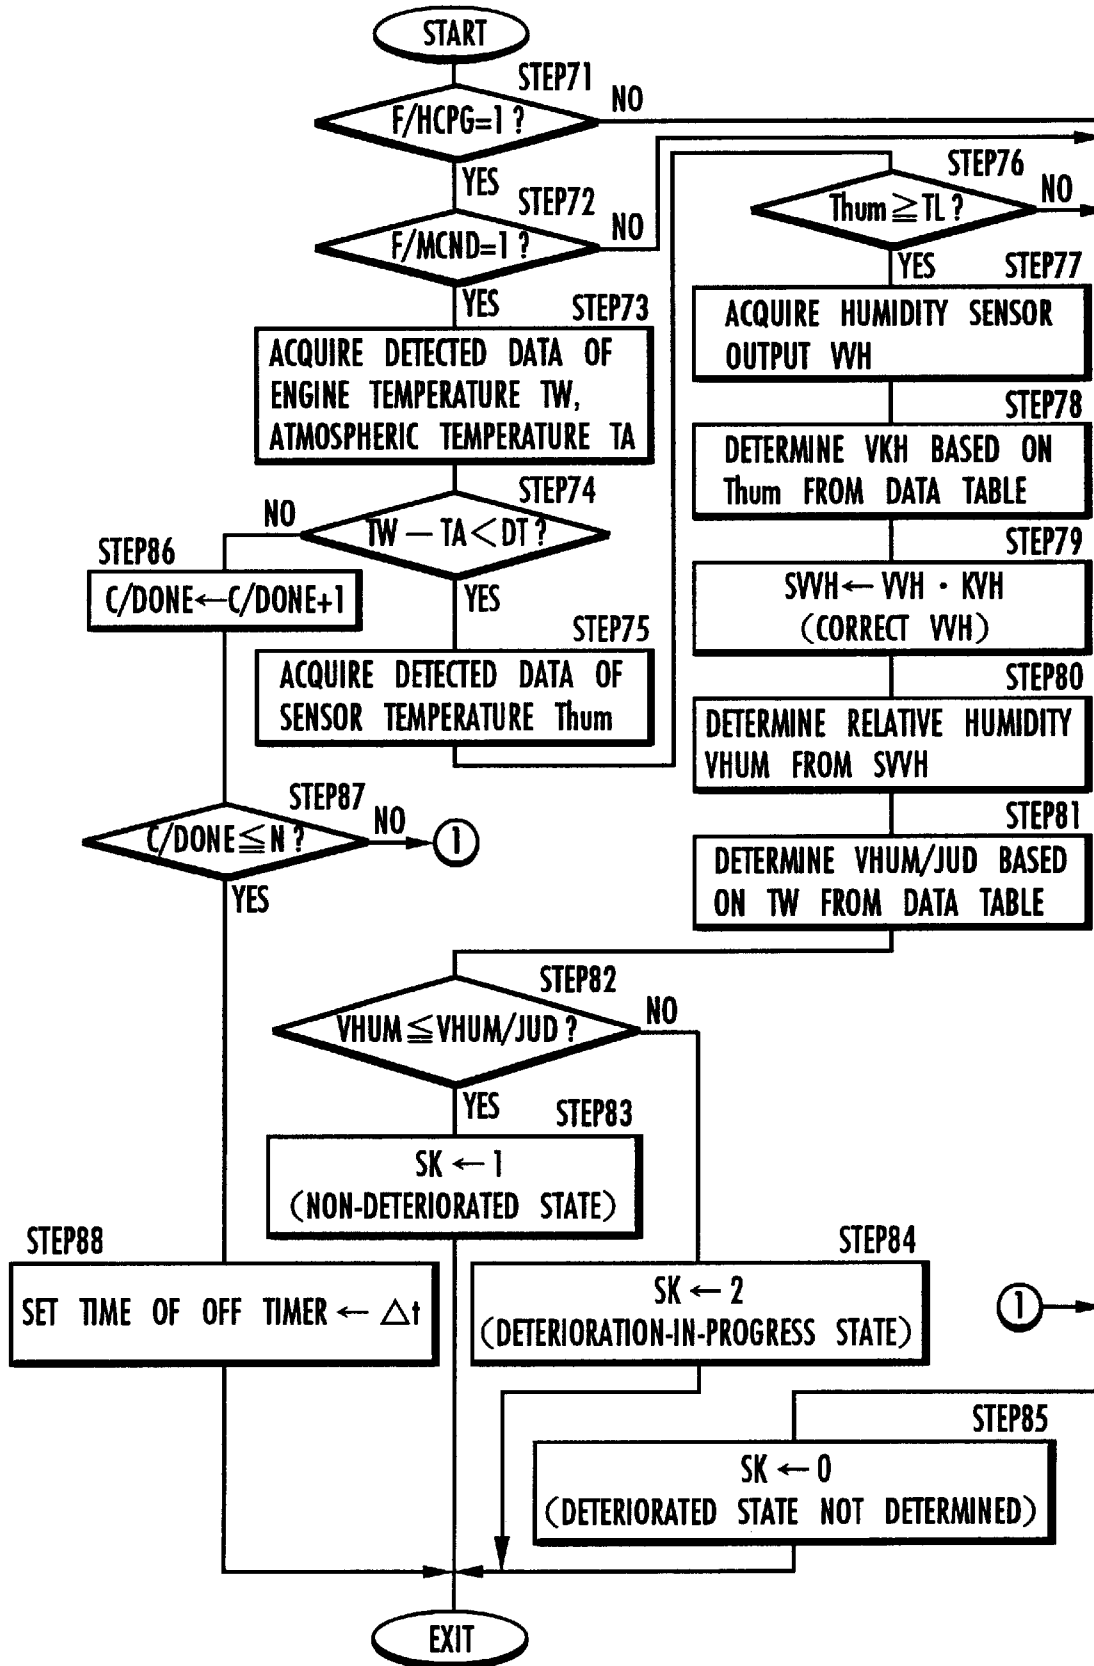 START
STEP71
F/HCPG=1 ?
NO
YES
STEP72
F/MCND=1 ?
NO
YES
STEP73
ACQUIRE DETECTED DATA OF
ENGINE TEMPERATURE TW,
ATMOSPHERIC TEMPERATURE TA
STEP74
TW — TA < DT ?
NO
YES
STEP86
C/DONE←C/DONE+1
STEP75
ACQUIRE DETECTED DATA OF
SENSOR TEMPERATURE Thum
STEP87
C/DONE≦N ?
NO
1
YES
STEP76
Thum ≧ TL ?
NO
YES
STEP77
ACQUIRE HUMIDITY SENSOR
OUTPUT VVH
STEP78
DETERMINE VKH BASED ON
Thum FROM DATA TABLE
STEP79
SVVH ← VVH · KVH
(CORRECT VVH)
STEP80
DETERMINE RELATIVE HUMIDITY
VHUM FROM SVVH
STEP81
DETERMINE VHUM/JUD BASED
ON TW FROM DATA TABLE
STEP82
VHUM ≦ VHUM/JUD ?
NO
YES
STEP83
SK ← 1
(NON-DETERIORATED STATE)
STEP88
SET TIME OF OFF TIMER ← △t
STEP84
SK ← 2
(DETERIORATION-IN-PROGRESS STATE)
1
STEP85
SK ← 0
(DETERIORATED STATE NOT DETERMINED)
EXIT